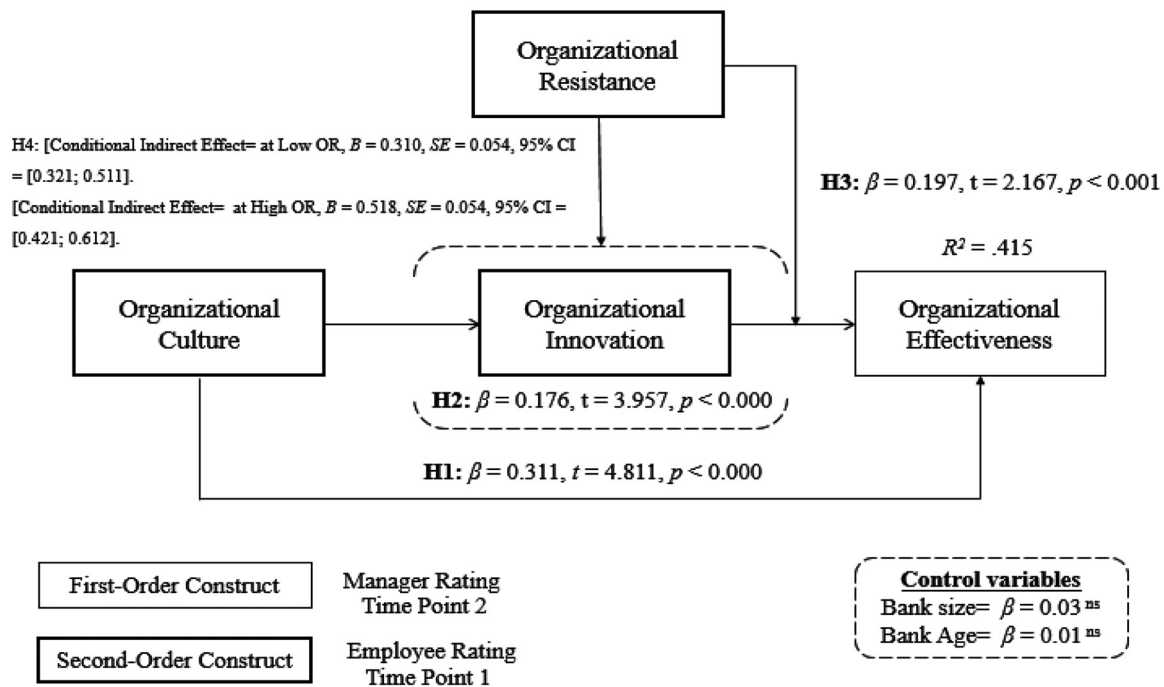 Organizational
Resistance
H4: [Conditional Indirect Effect= at Low OR, B = 0.310, SE = 0.054, 95% CI
= [0.321; 0.511].
[Conditional Indirect Effect= at High OR, B = 0.518, SE = 0.054, 95% CI =
[0.421; 0.612].
H3: β = 0.197, t = 2.167, p < 0.001
R² = .415
Organizational
Culture
Organizational
Innovation
Organizational
Effectiveness
H2: β = 0.176, t = 3.957, p < 0.000
H1: β = 0.311, t = 4.811, p < 0.000
First-Order Construct
Manager Rating
Time Point 2
Second-Order Construct
Employee Rating
Time Point 1
Control variables
Bank size= β = 0.03 ns
Bank Age= β = 0.01 ns